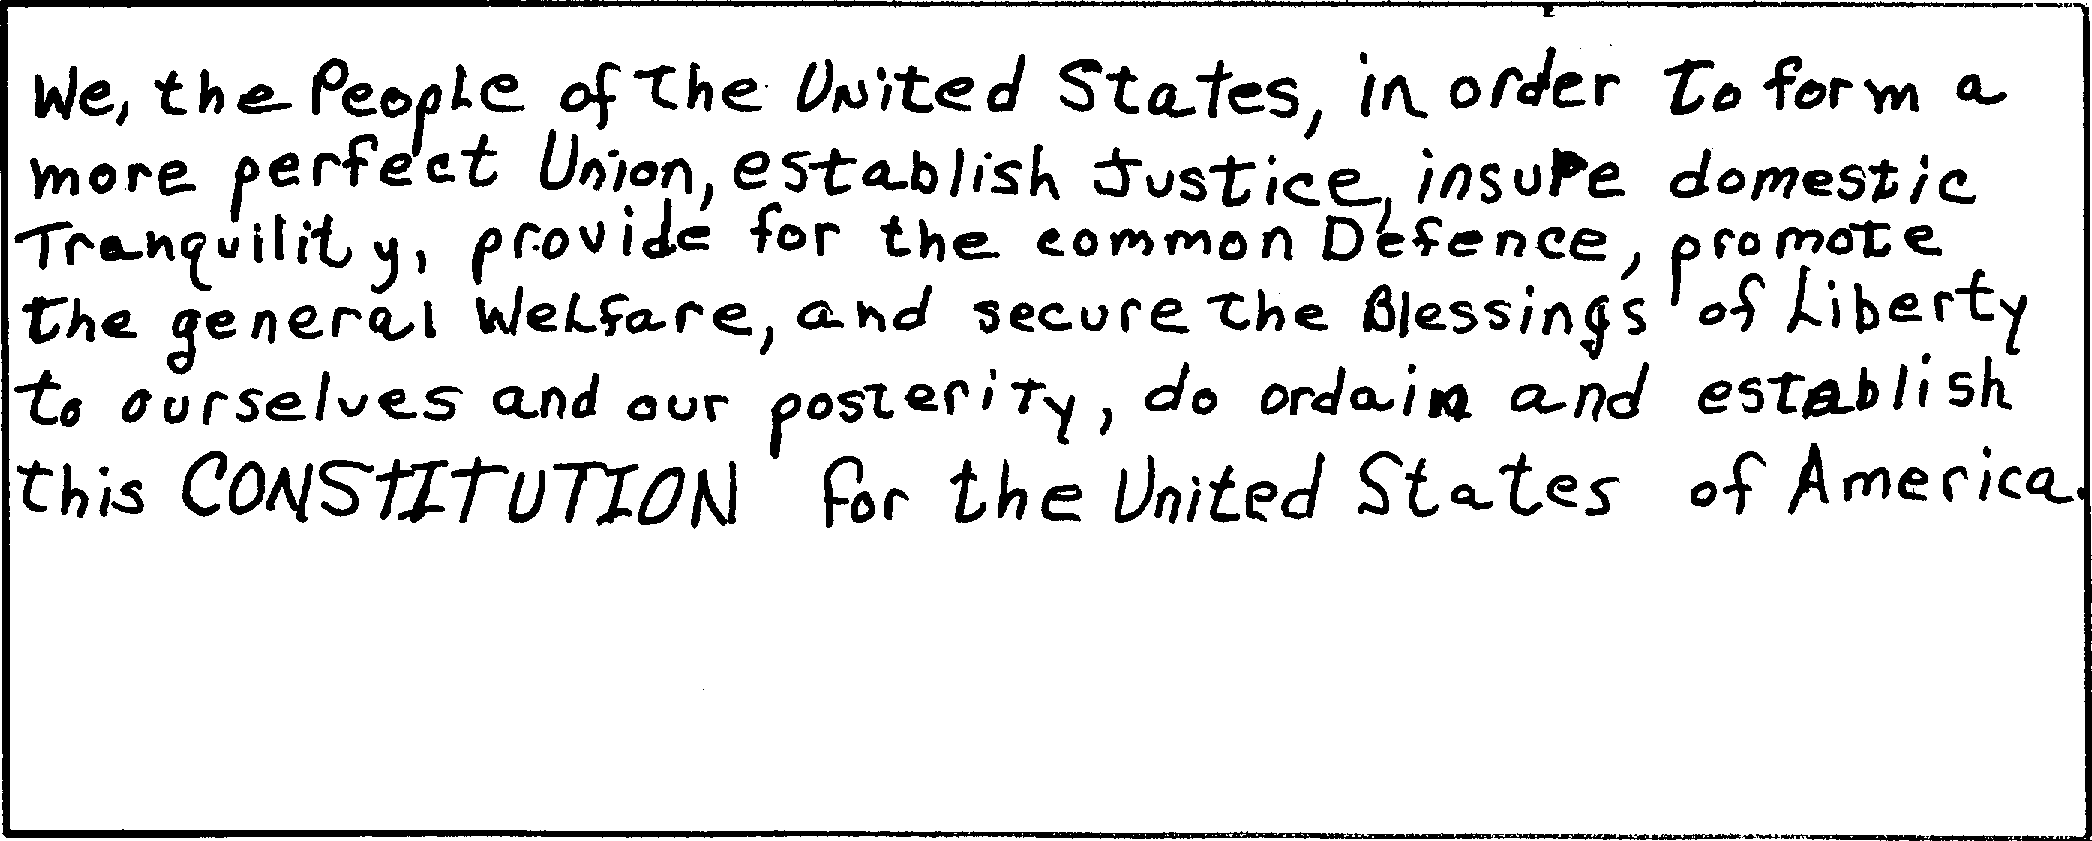 We, the People of the United States, in order to form a
more perfect Union, establish Justice, insure domestic
Tranquility, provide for the common Defence, promote
the general Welfare, and secure the Blessings of Liberty
to ourselves and our posterity, do ordain and establish
this CONSTITUTION for the United States of America.